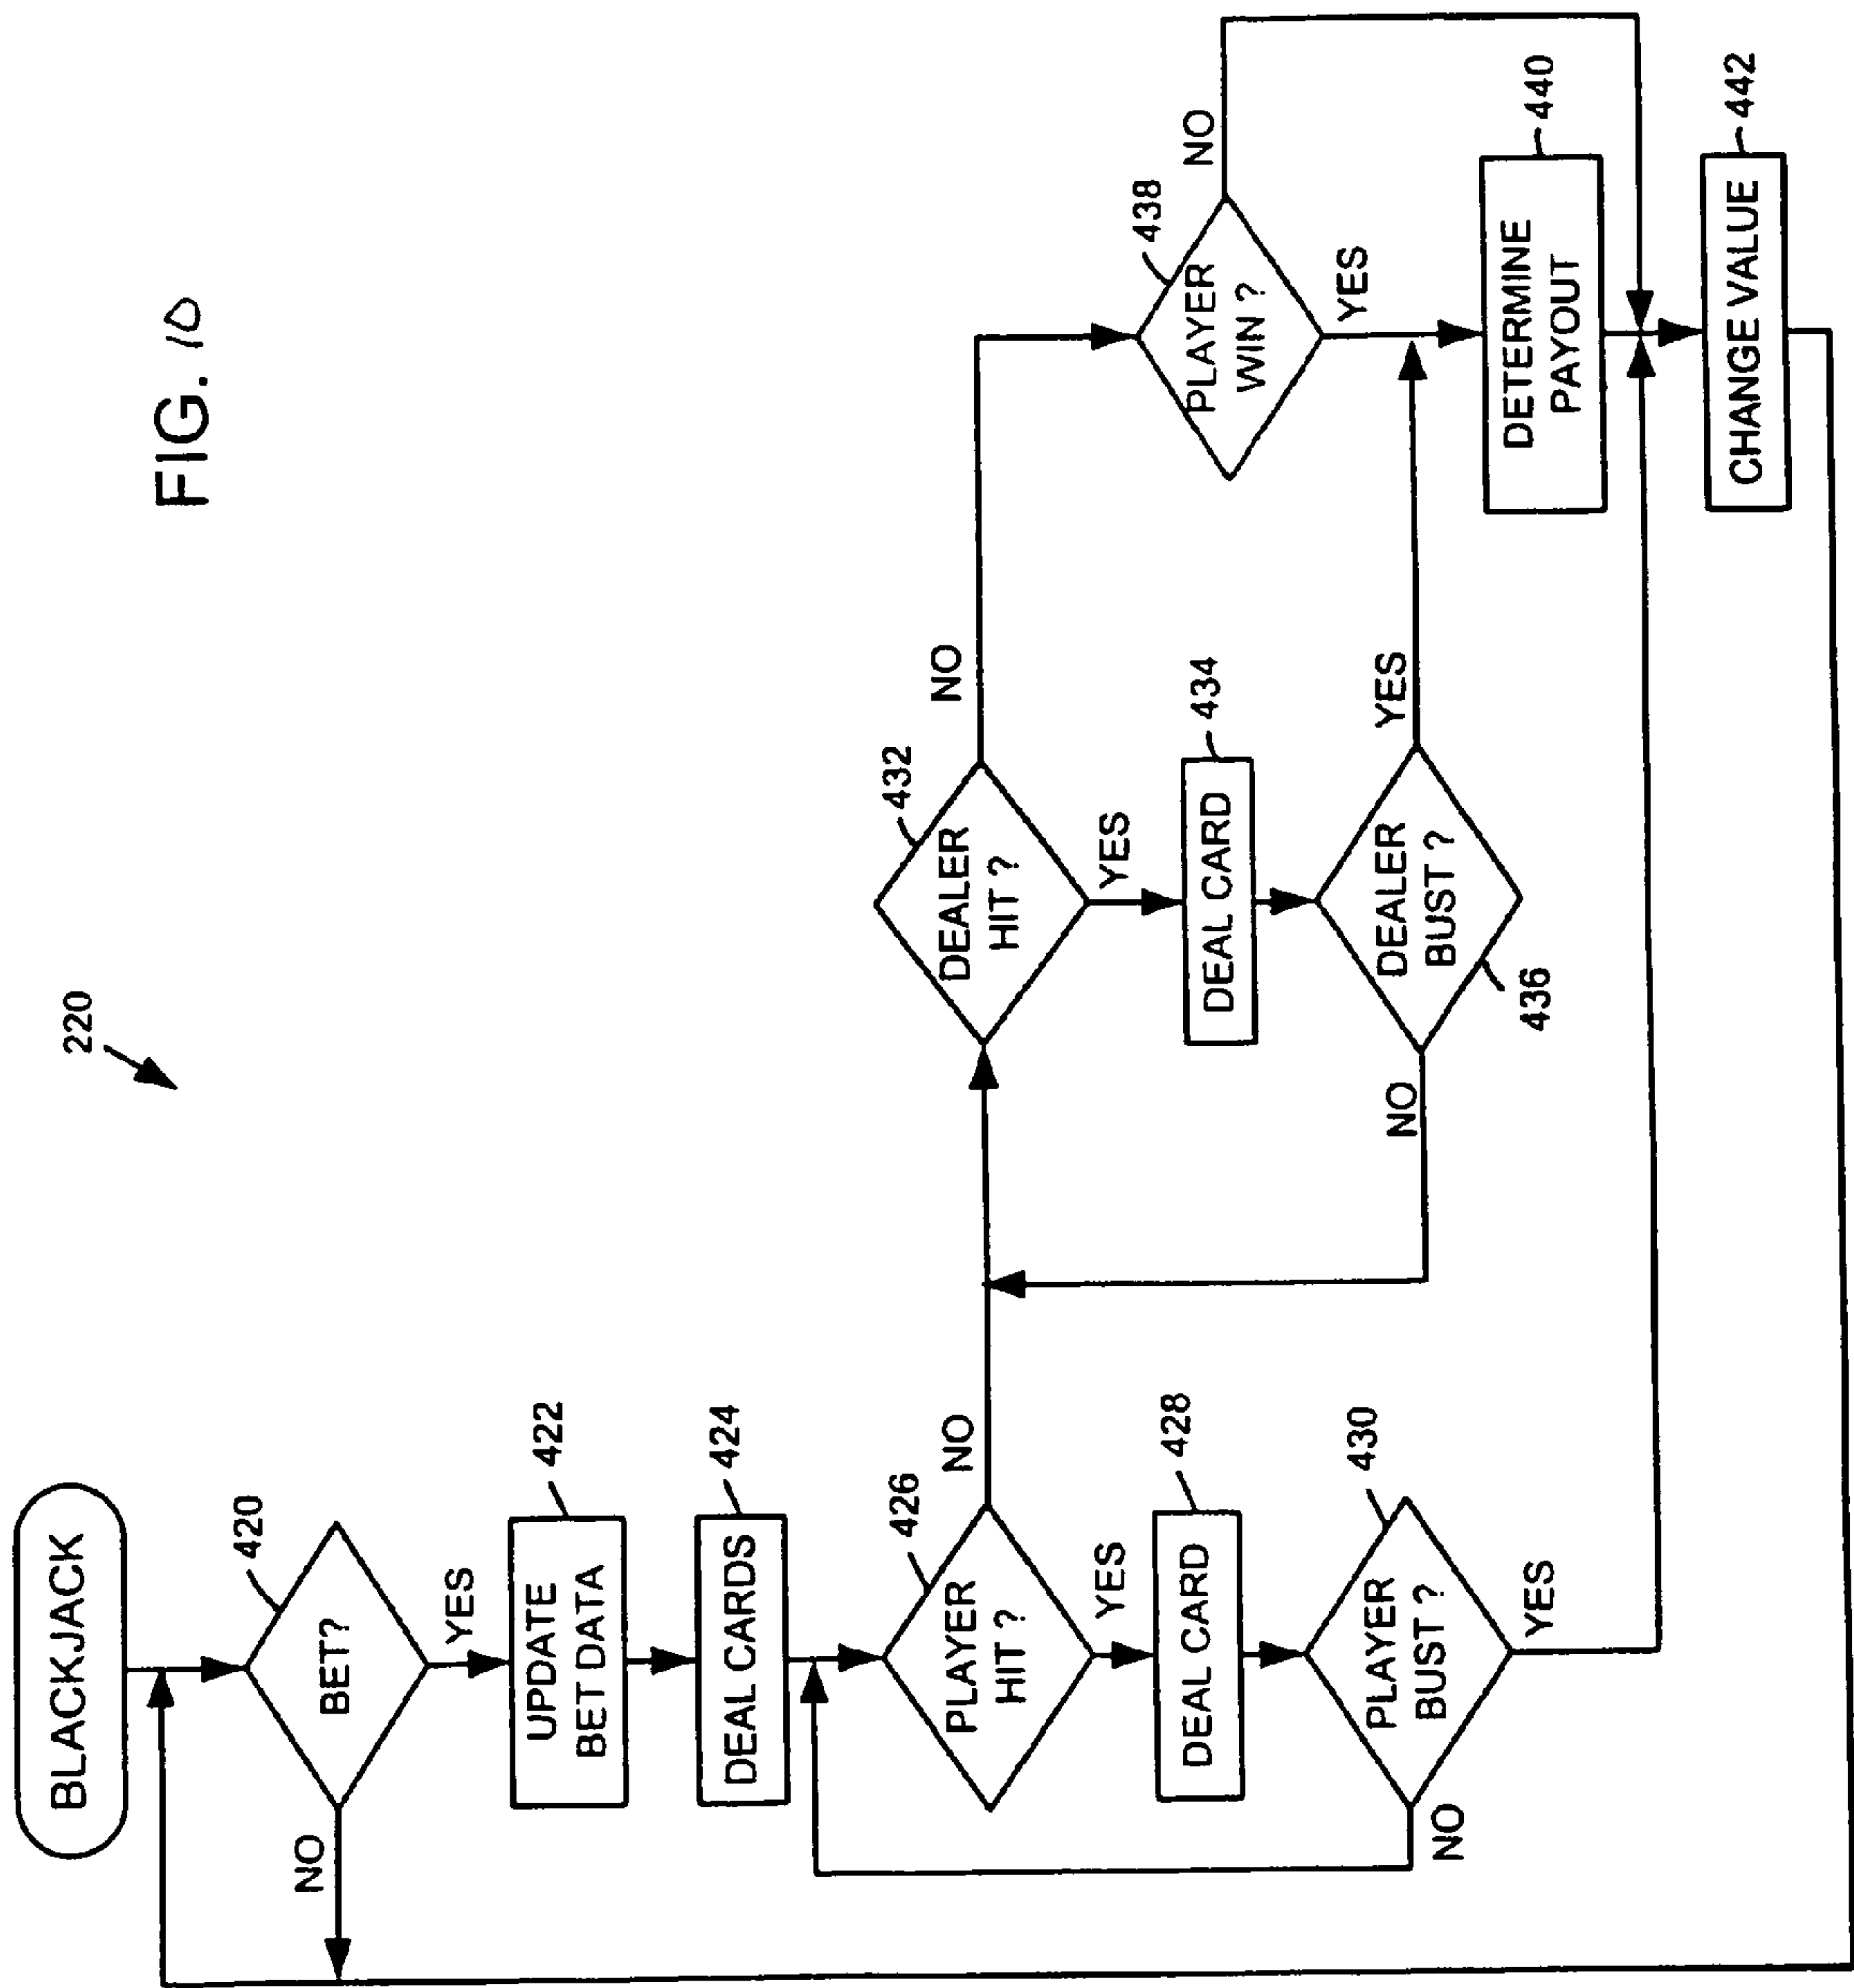 FIG. 10
220
BLACKJACK
420
BET?
NO
YES
422
UPDATE
BET DATA
424
DEAL CARDS
426
PLAYER
HIT ?
NO
YES
428
DEAL CARD
430
PLAYER
BUST ?
NO
YES
432
DEALER
HIT ?
NO
YES
434
DEAL CARD
DEALER
BUST ?
436
NO
YES
438
PLAYER
WIN ?
NO
YES
440
DETERMINE
PAYOUT
442
CHANGE VALUE